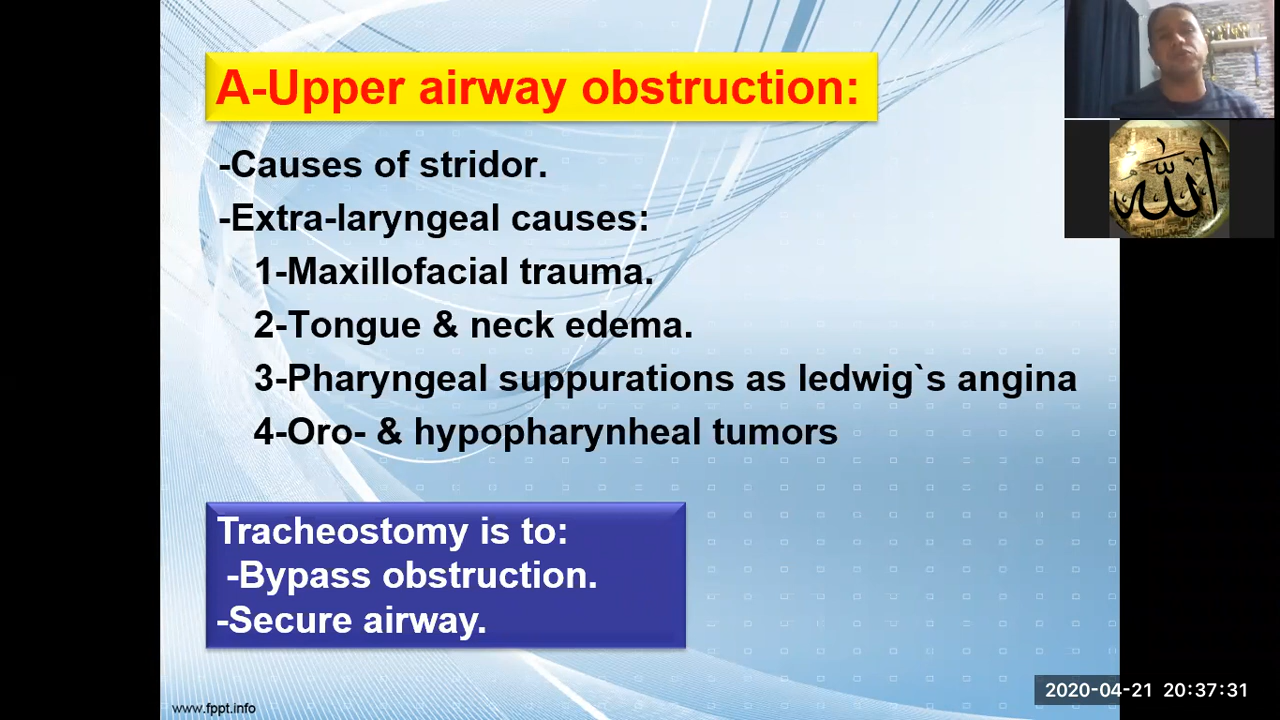 A-Upper airway obstruction:
-Causes of stridor.
-Extra-laryngeal causes:
1-Maxillofacial trauma.
2-Tongue & neck edema.
3-Pharyngeal suppurations as ledwig`s angina
4-Oro- & hypopharynheal tumors
Tracheostomy is to:
-Bypass obstruction.
-Secure airway.
الله
www.fppt.info
2020-04-21 20:37:31